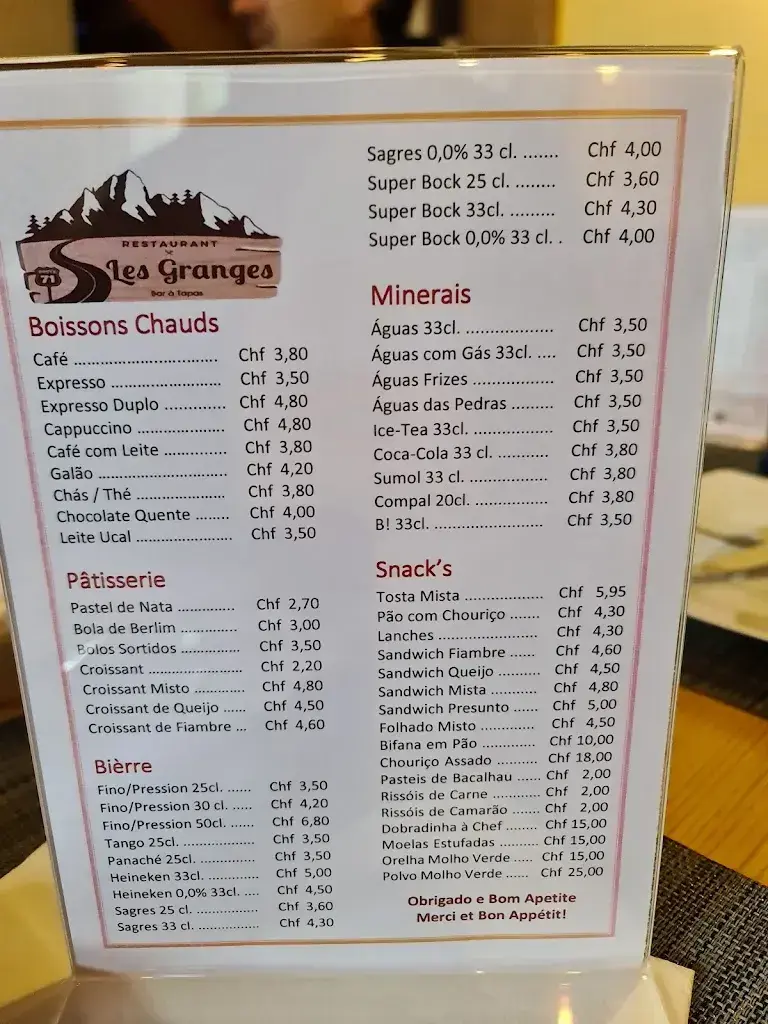 RESTAURANT
Les Granges
71
Bar à Tapas
Boissons Chauds
Café ................................ Chf 3,80
Expresso ......................... Chf 3,50
Expresso Duplo ............. Chf 4,80
Cappuccino .................... Chf 4,80
Café com Leite .............. Chf 3,80
Galão ............................. Chf 4,20
Chás / Thé ..................... Chf 3,80
Chocolate Quente ........ Chf 4,00
Leite Ucal ...................... Chf 3,50
Pâtisserie
Pastel de Nata ............. Chf 2,70
Bola de Berlim ............. Chf 3,00
Bolos Sortidos ............. Chf 3,50
Croissant ..................... Chf 2,20
Croissant Misto ............ Chf 4,80
Croissant de Queijo ...... Chf 4,50
Croissant de Fiambre ... Chf 4,60
Bièrre
Fino/Pression 25cl. ...... Chf 3,50
Fino/Pression 30 cl. ..... Chf 4,20
Fino/Pression 50cl. ...... Chf 6,80
Tango 25cl. ................... Chf 3,50
Panaché 25cl. ............... Chf 3,50
Heineken 33cl. .............. Chf 5,00
Heineken 0,0% 33cl. .... Chf 4,50
Sagres 25 cl. ................. Chf 3,60
Sagres 33 cl. ................. Chf 4,30
Sagres 0,0% 33 cl. ....... Chf 4,00
Super Bock 25 cl. ........ Chf 3,60
Super Bock 33cl. ......... Chf 4,30
Super Bock 0,0% 33 cl. . Chf 4,00
Minerais
Águas 33cl. .................. Chf 3,50
Águas com Gás 33cl. .... Chf 3,50
Águas Frizes ................. Chf 3,50
Águas das Pedras ......... Chf 3,50
Ice-Tea 33cl. ................. Chf 3,50
Coca-Cola 33 cl. ............ Chf 3,80
Sumol 33 cl. .................. Chf 3,80
Compal 20cl. ................. Chf 3,80
B! 33cl. ......................... Chf 3,50
Snack's
Tosta Mista .................. Chf 5,95
Pão com Chouriço ....... Chf 4,30
Lanches ....................... Chf 4,30
Sandwich Fiambre ...... Chf 4,60
Sandwich Queijo .......... Chf 4,50
Sandwich Mista ........... Chf 4,80
Sandwich Presunto ...... Chf 5,00
Folhado Misto .............. Chf 4,50
Bifana em Pão ............. Chf 10,00
Chouriço Assado .......... Chf 18,00
Pasteis de Bacalhau ...... Chf 2,00
Rissóis de Carne ............ Chf 2,00
Rissóis de Camarão ....... Chf 2,00
Dobradinha à Chef ........ Chf 15,00
Moelas Estufadas .......... Chf 15,00
Orelha Molho Verde ..... Chf 15,00
Polvo Molho Verde ...... Chf 25,00
Obrigado e Bom Apetite
Merci et Bon Appétit!